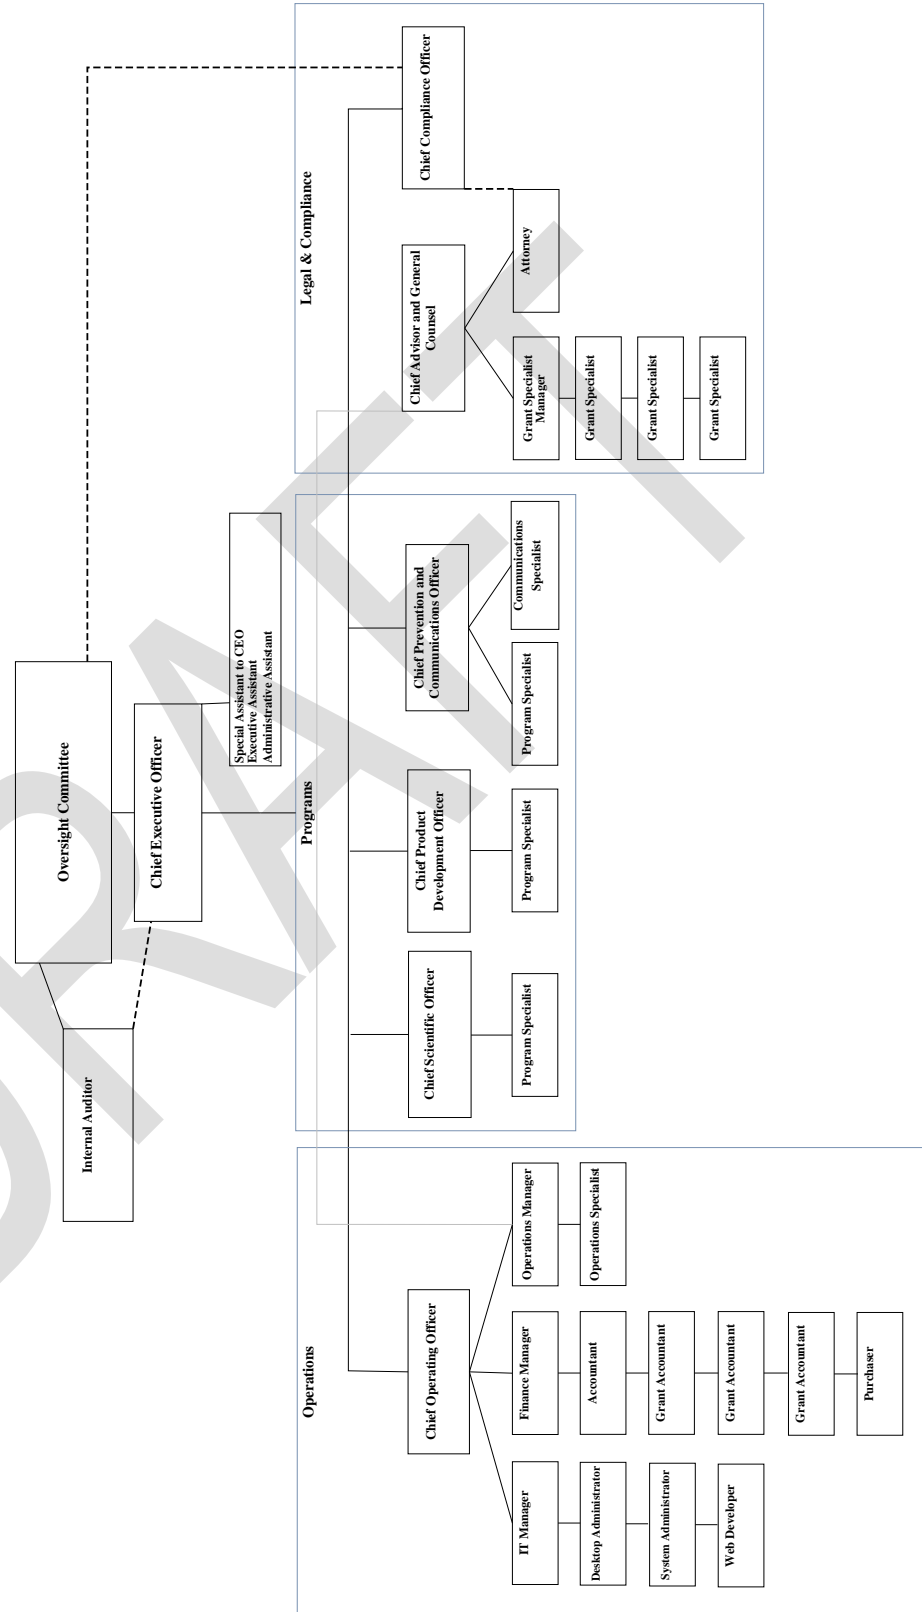 DRAFT
Oversight Committee
Internal Auditor
Chief Executive Officer
Special Assistant to CEO
Executive Assistant
Administrative Assistant
Operations
Programs
Legal & Compliance
Chief Operating Officer
Chief Scientific Officer
Chief Product
Development Officer
Chief Prevention and
Communications Officer
Chief Advisor and General
Counsel
Chief Compliance Officer
IT Manager
Finance Manager
Operations Manager
Program Specialist
Program Specialist
Program Specialist
Communications
Specialist
Grant Specialist
Manager
Attorney
Desktop Administrator
Accountant
Operations Specialist
Grant Specialist
System Administrator
Grant Accountant
Grant Specialist
Web Developer
Grant Accountant
Grant Specialist
Grant Accountant
Purchaser